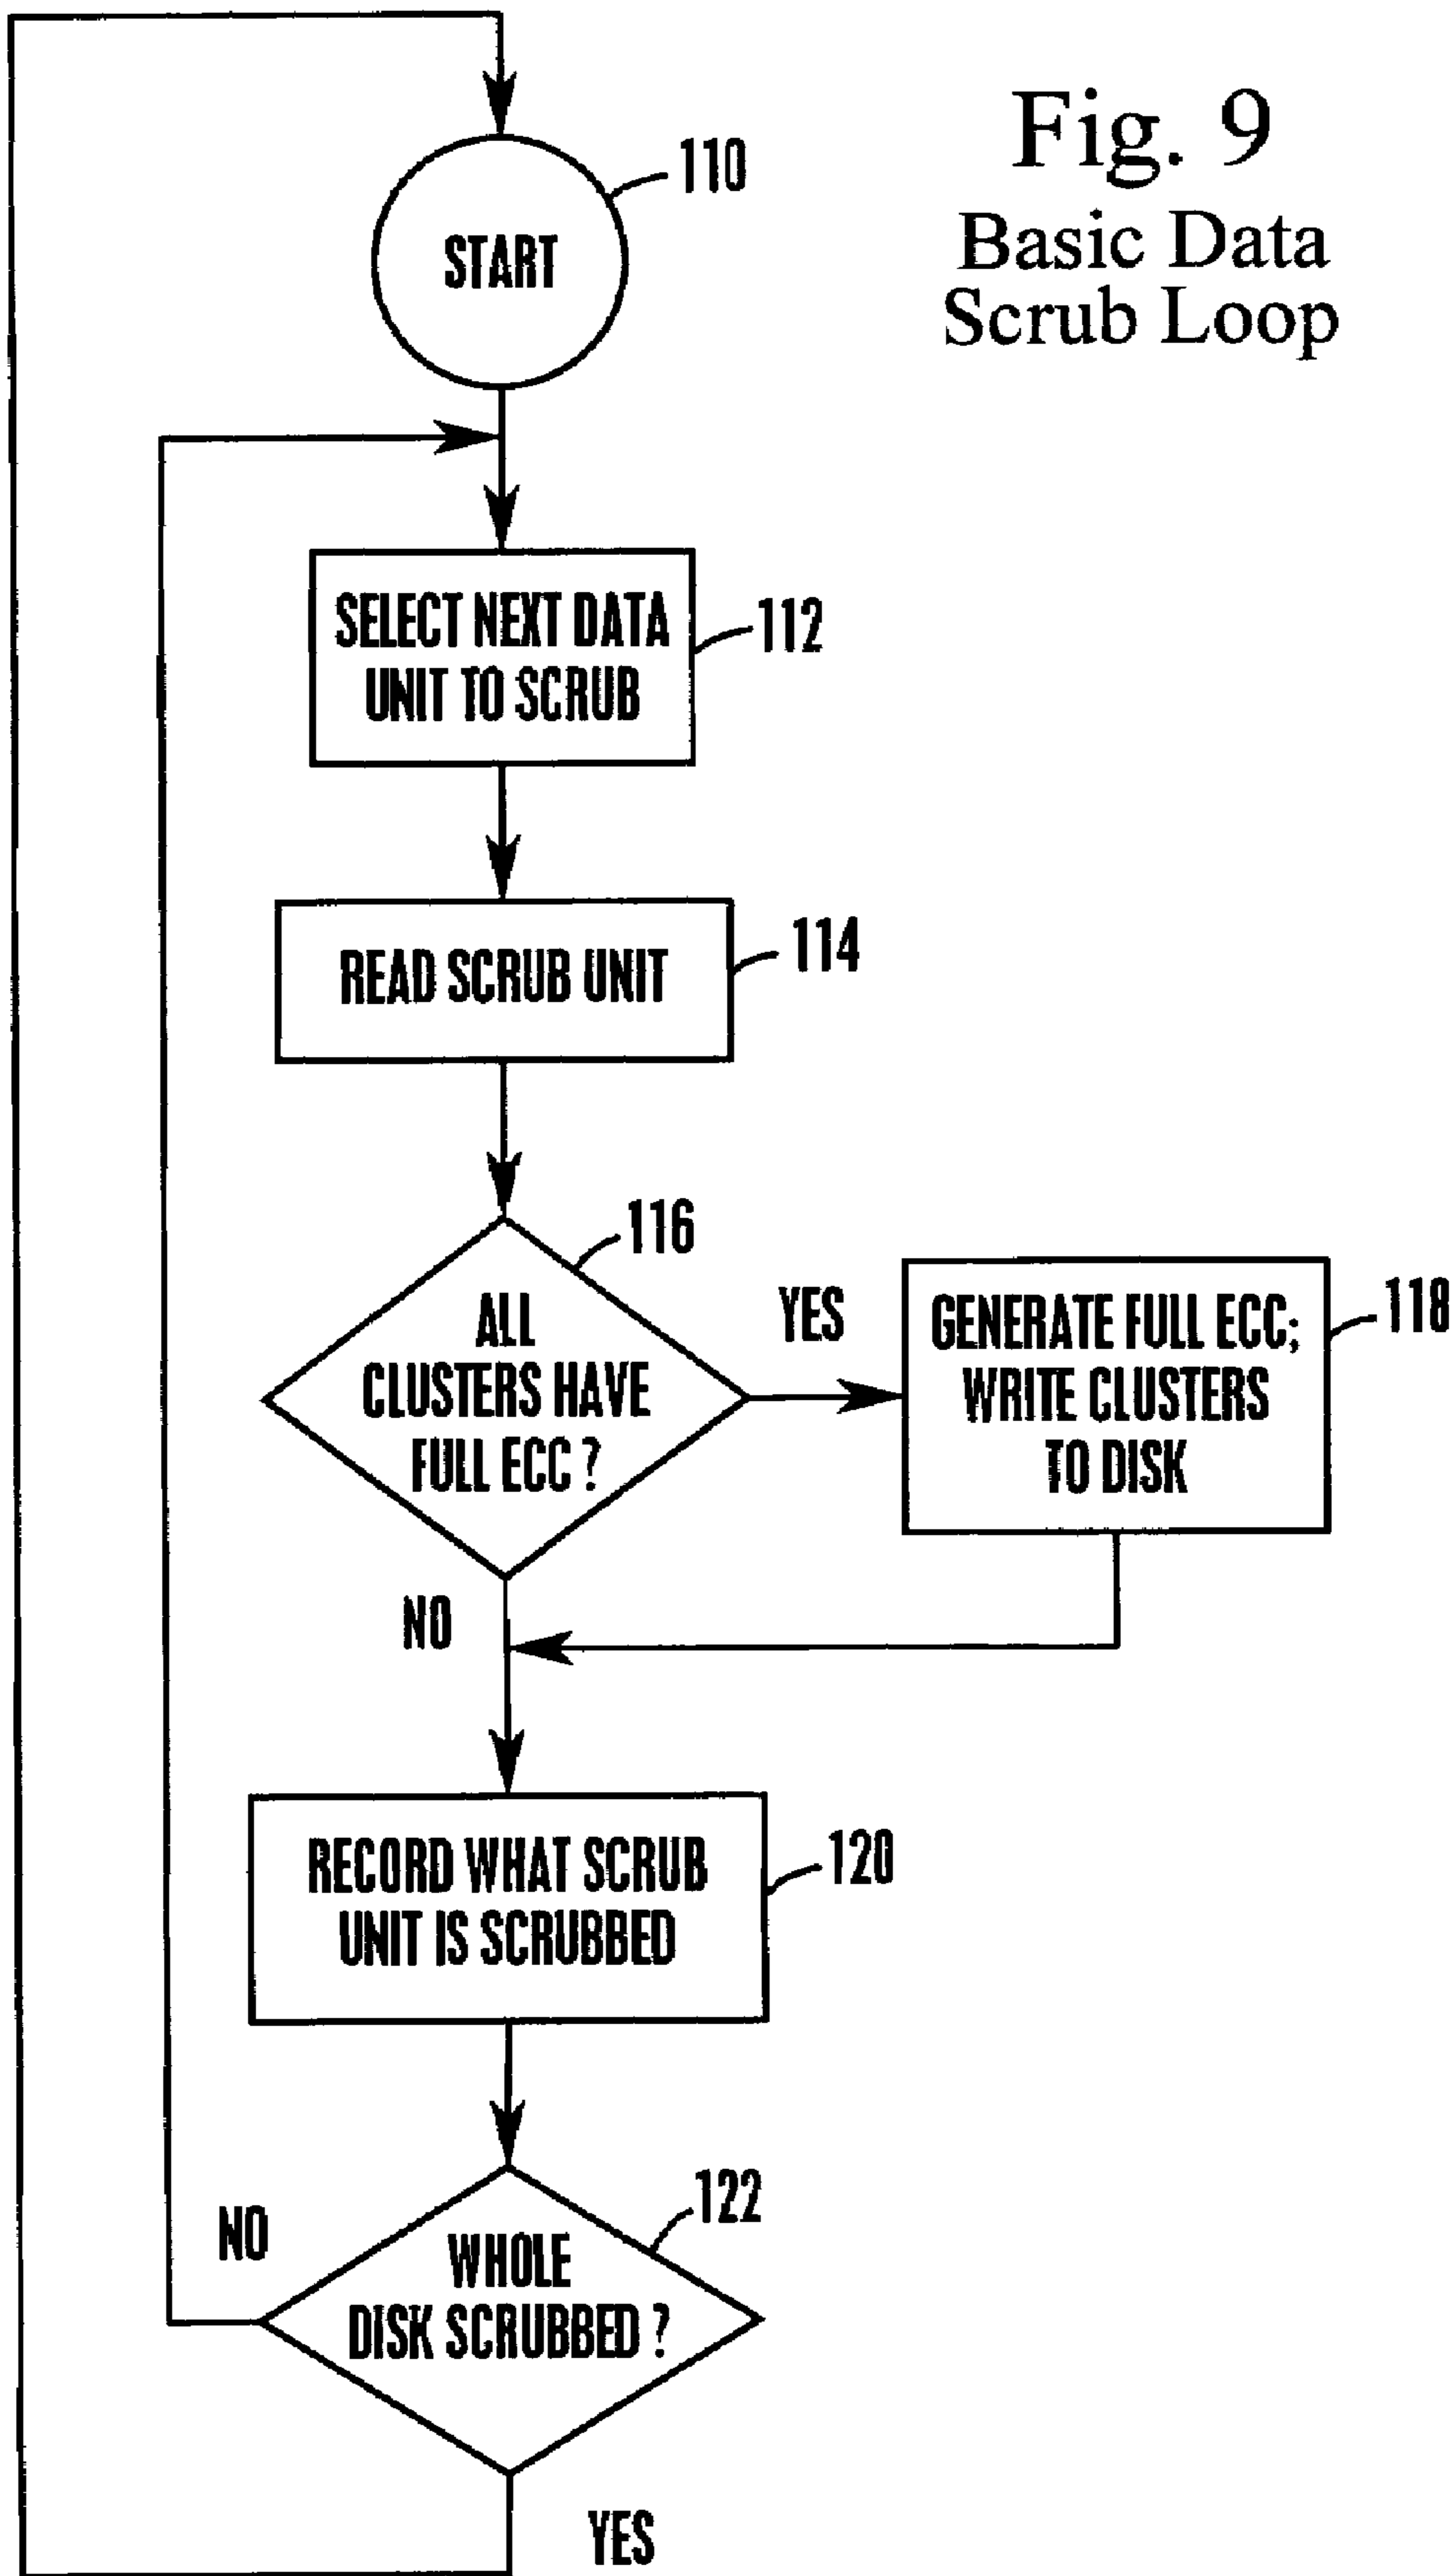 Fig. 9
Basic Data
Scrub Loop
110
START
SELECT NEXT DATA
UNIT TO SCRUB
112
READ SCRUB UNIT
114
116
ALL
CLUSTERS HAVE
FULL ECC ?
YES
GENERATE FULL ECC;
WRITE CLUSTERS
TO DISK
118
NO
RECORD WHAT SCRUB
UNIT IS SCRUBBED
120
122
NO
WHOLE
DISK SCRUBBED ?
YES